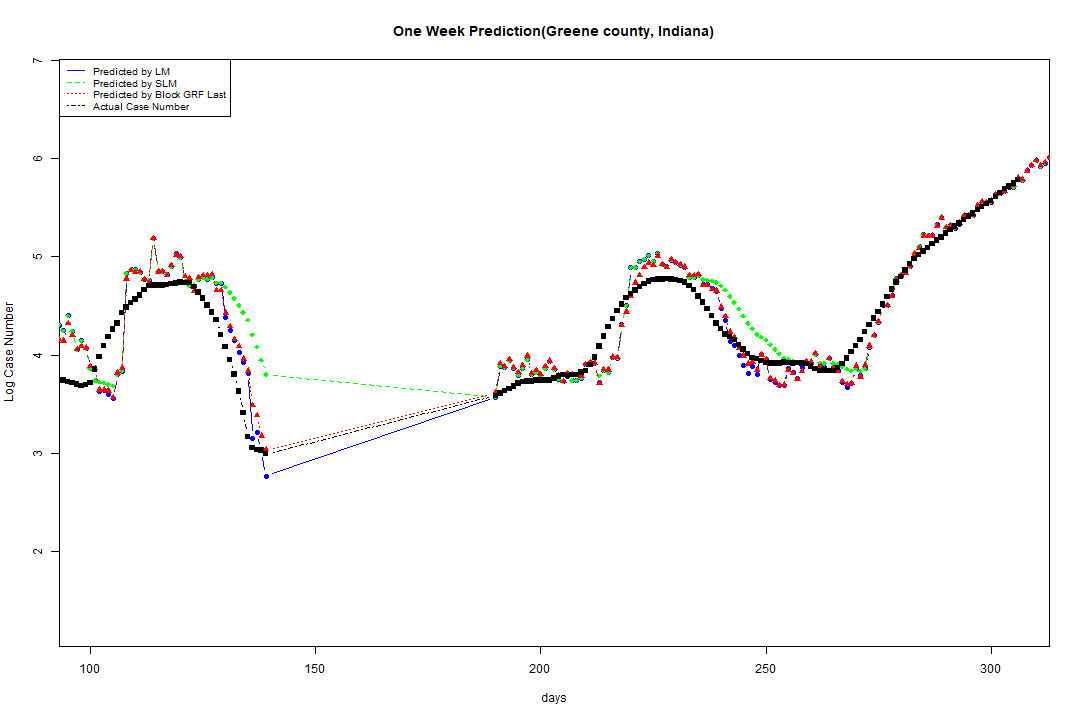 One Week Prediction(Greene county, Indiana)
7
6
5
4
3
2
Log Case Number
Predicted by LM
Predicted by SLM
Predicted by Block GRF Last
Actual Case Number
100 150 200 250 300
days